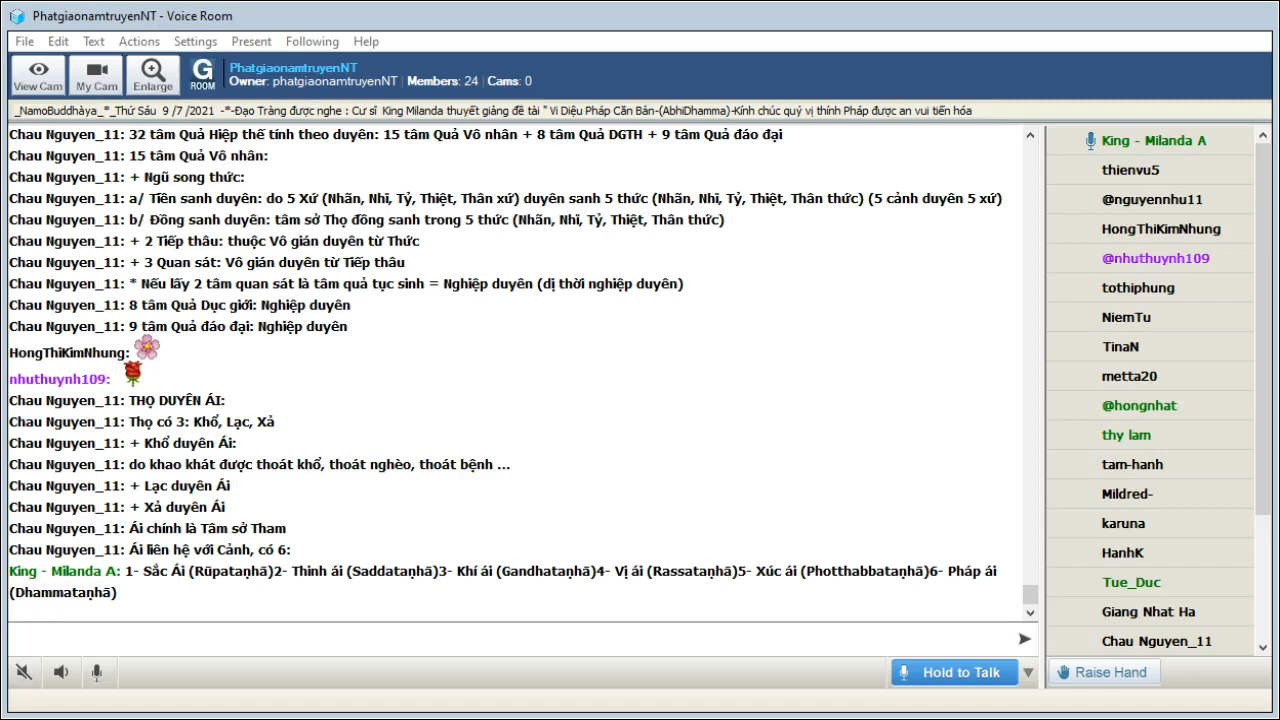 PhatgiaonamtruyenNT - Voice Room
File Edit Text Actions Settings Present Following Help
View Cam My Cam Enlarge G ROOM
PhatgiaonamtruyenNT
Owner: phatgiaonamtruyenNT | Members: 24 | Cams: 0
_NamoBuddhàya_*_Thứ Sáu 9 /7 /2021 -*-Đạo Tràng được nghe : Cư sĩ King Milanda thuyết giảng đề tài " Vi Diệu Pháp Căn Bản-(AbhiDhamma)-Kính chúc quý vị thính Pháp được an vui tiến hóa
Chau Nguyen_11: 32 tâm Quả Hiệp thế tính theo duyên: 15 tâm Quả Vô nhân + 8 tâm Quả DGTH + 9 tâm Quả đáo đại
Chau Nguyen_11: 15 tâm Quả Vô nhân:
Chau Nguyen_11: + Ngũ song thức:
Chau Nguyen_11: a/ Tiền sanh duyên: do 5 Xứ (Nhãn, Nhĩ, Tỷ, Thiệt, Thân xứ) duyên sanh 5 thức (Nhãn, Nhĩ, Tỷ, Thiệt, Thân thức) (5 cảnh duyên 5 xứ)
Chau Nguyen_11: b/ Đồng sanh duyên: tâm sở Thọ đồng sanh trong 5 thức (Nhãn, Nhĩ, Tỷ, Thiệt, Thân thức)
Chau Nguyen_11: + 2 Tiếp thâu: thuộc Vô gián duyên từ Thức
Chau Nguyen_11: + 3 Quan sát: Vô gián duyên từ Tiếp thâu
Chau Nguyen_11: * Nếu lấy 2 tâm quan sát là tâm quả tục sinh = Nghiệp duyên (dị thời nghiệp duyên)
Chau Nguyen_11: 8 tâm Quả Dục giới: Nghiệp duyên
Chau Nguyen_11: 9 tâm Quả đáo đại: Nghiệp duyên
HongThiKimNhung:
nhuthuynh109:
Chau Nguyen_11: THỌ DUYÊN ÁI:
Chau Nguyen_11: Thọ có 3: Khổ, Lạc, Xả
Chau Nguyen_11: + Khổ duyên Ái:
Chau Nguyen_11: do khao khát được thoát khổ, thoát nghèo, thoát bệnh ...
Chau Nguyen_11: + Lạc duyên Ái
Chau Nguyen_11: + Xả duyên Ái
Chau Nguyen_11: Ái chính là Tâm sở Tham
Chau Nguyen_11: Ái liên hệ với Cảnh, có 6:
King - Milanda A: 1- Sắc Ái (Rūpataṇhā)2- Thinh ái (Saddataṇhā)3- Khí ái (Gandhataṇhā)4- Vị ái (Rassataṇhā)5- Xúc ái (Photthabbataṇhā)6- Pháp ái
(Dhammataṇhā)
King - Milanda A
thienvu5
@nguyennhu11
HongThiKimNhung
@nhuthuynh109
tothiphung
NiemTu
TinaN
metta20
@hongnhat
thy lam
tam-hanh
Mildred-
karuna
HanhK
Tue_Duc
Giang Nhat Ha
Chau Nguyen_11
Hold to Talk
Raise Hand